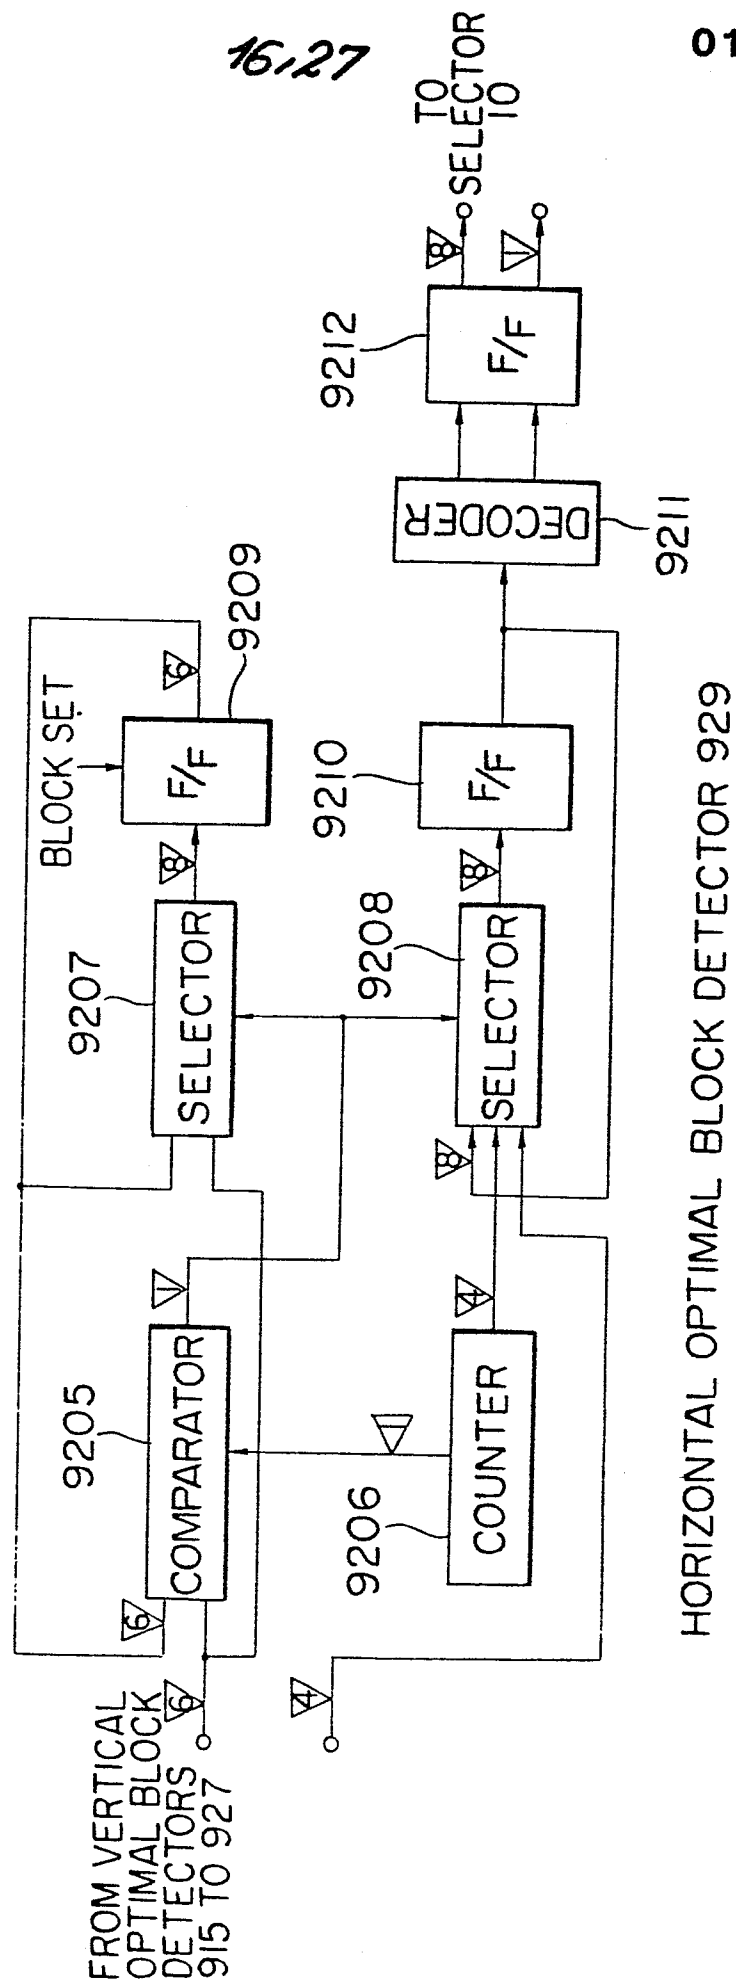 16,27
01
FROM VERTICAL
OPTIMAL BLOCK
DETECTORS
915 TO 927
6
4
6
9205
COMPARATOR
1
1
9206
COUNTER
4
8
9207
SELECTOR
8
9208
SELECTOR
8
BLOCK SET
F/F
9209
6
9210
F/F
DECODER
9211
9212
F/F
8
1
TO
SELECTOR
10
HORIZONTAL OPTIMAL BLOCK DETECTOR 929